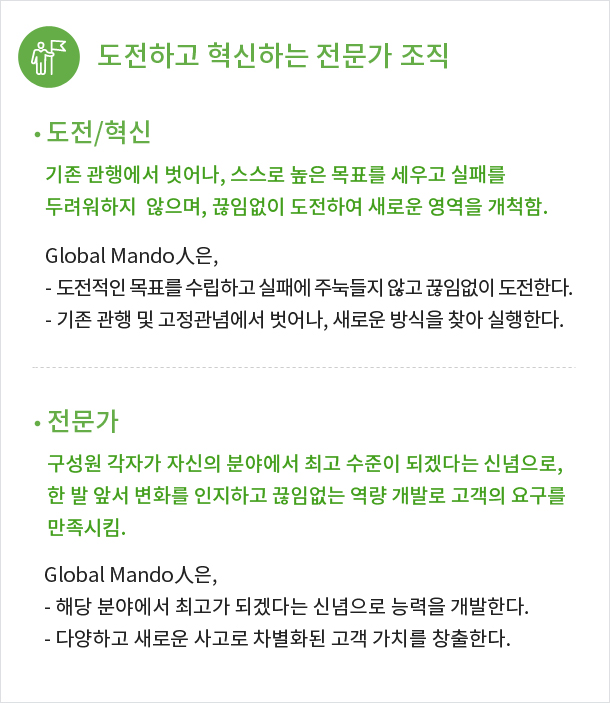 도전하고 혁신하는 전문가 조직
• 도전/혁신
기존 관행에서 벗어나, 스스로 높은 목표를 세우고 실패를
두려워하지 않으며, 끊임없이 도전하여 새로운 영역을 개척함.
Global Mando人은,
- 도전적인 목표를 수립하고 실패에 주눅들지 않고 끊임없이 도전한다.
- 기존 관행 및 고정관념에서 벗어나, 새로운 방식을 찾아 실행한다.
• 전문가
구성원 각자가 자신의 분야에서 최고 수준이 되겠다는 신념으로,
한 발 앞서 변화를 인지하고 끊임없는 역량 개발로 고객의 요구를
만족시킴.
Global Mando人은,
- 해당 분야에서 최고가 되겠다는 신념으로 능력을 개발한다.
- 다양하고 새로운 사고로 차별화된 고객 가치를 창출한다.